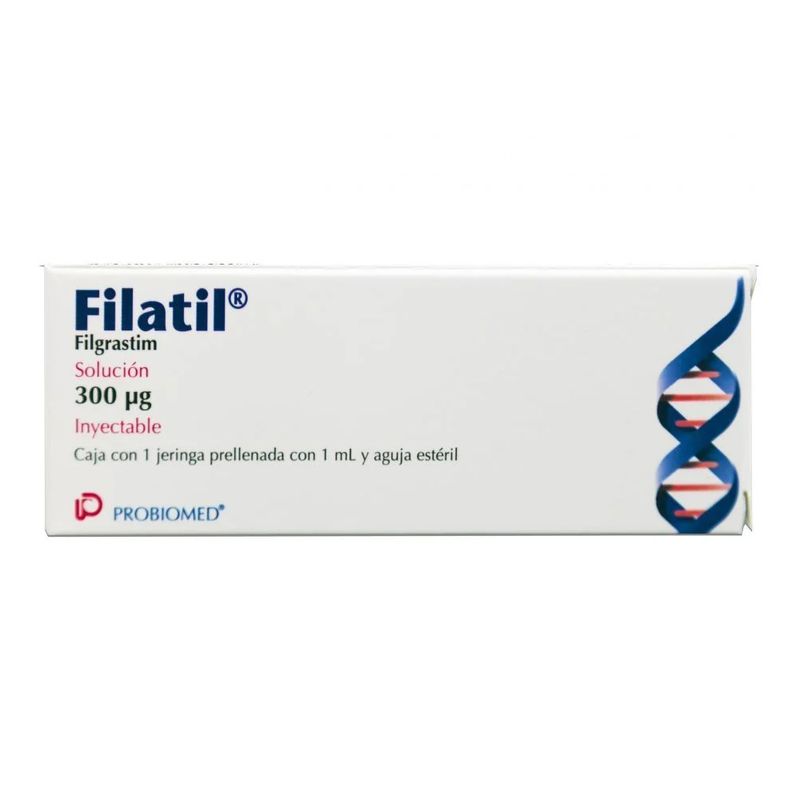 Filatil®
Filgrastim
Solución
300 µg
Inyectable
Caja con 1 jeringa prellenada con 1 mL y aguja estéril
PROBIOMED®